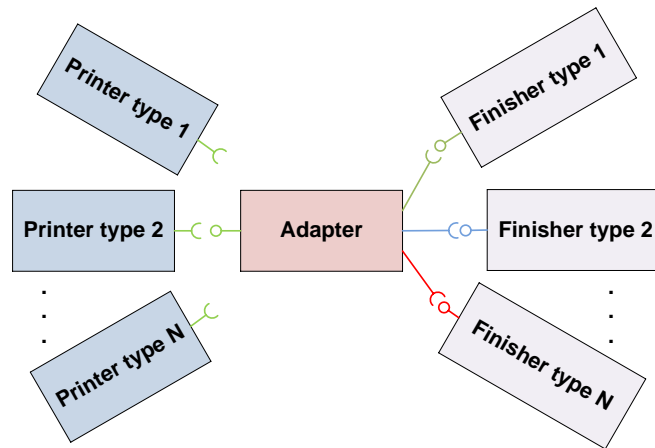 Printer type 1
Finisher type 1
Printer type 2
Adapter
Finisher type 2
Printer type N
Finisher type N